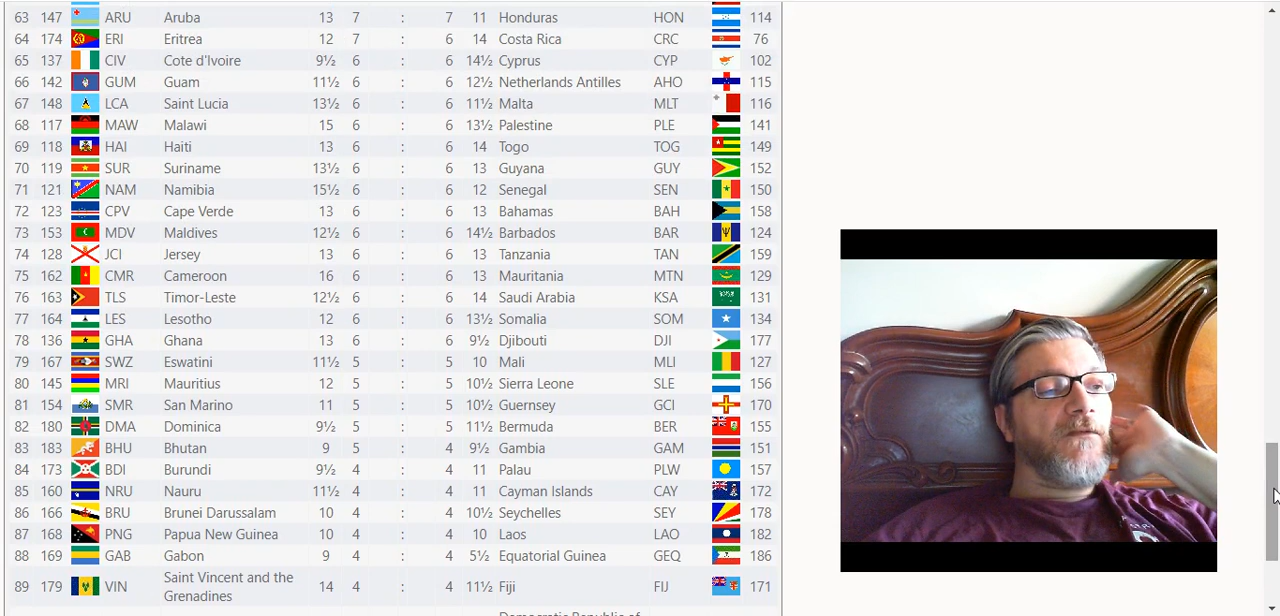 63 147 ARU Aruba 13 7 : 7 11 Honduras HON 114
64 174 ERI Eritrea 12 7 : 6 14 Costa Rica CRC 76
65 137 CIV Cote d'Ivoire 9½ 6 : 6 14½ Cyprus CYP 102
66 142 GUM Guam 11½ 6 : 6 12½ Netherlands Antilles AHO 115
67 148 LCA Saint Lucia 13½ 6 : 6 11½ Malta MLT 116
68 117 MAW Malawi 15 6 : 6 13½ Palestine PLE 141
69 118 HAI Haiti 13 6 : 6 14 Togo TOG 149
70 119 SUR Suriname 13½ 6 : 6 13 Guyana GUY 152
71 121 NAM Namibia 15½ 6 : 6 12 Senegal SEN 150
72 123 CPV Cape Verde 13 6 : 6 13 Bahamas BAH 158
73 153 MDV Maldives 12½ 6 : 6 14½ Barbados BAR 124
74 128 JCI Jersey 13 6 : 6 13 Tanzania TAN 159
75 162 CMR Cameroon 16 6 : 6 13 Mauritania MTN 129
76 163 TLS Timor-Leste 12½ 6 : 6 14 Saudi Arabia KSA 131
77 164 LES Lesotho 12 6 : 6 13½ Somalia SOM 134
78 136 GHA Ghana 13 6 : 6 9½ Djibouti DJI 177
79 167 SWZ Eswatini 11½ 5 : 5 10 Mali MLI 127
80 145 MRI Mauritius 12 5 : 5 10½ Sierra Leone SLE 156
81 154 SMR San Marino 11 5 : 5 10½ Guernsey GCI 170
82 180 DMA Dominica 9½ 5 : 5 11½ Bermuda BER 155
83 183 BHU Bhutan 9 5 : 4 9½ Gambia GAM 151
84 173 BDI Burundi 9½ 4 : 4 11 Palau PLW 157
85 160 NRU Nauru 11½ 4 : 4 11 Cayman Islands CAY 172
86 166 BRU Brunei Darussalam 10 4 : 4 10½ Seychelles SEY 178
87 168 PNG Papua New Guinea 10 4 : 4 10 Laos LAO 182
88 169 GAB Gabon 9 4 : 4 5½ Equatorial Guinea GEQ 186
89 179 VIN Saint Vincent and the Grenadines 14 4 : 4 11½ Fiji FIJ 171
Democratic Republic of